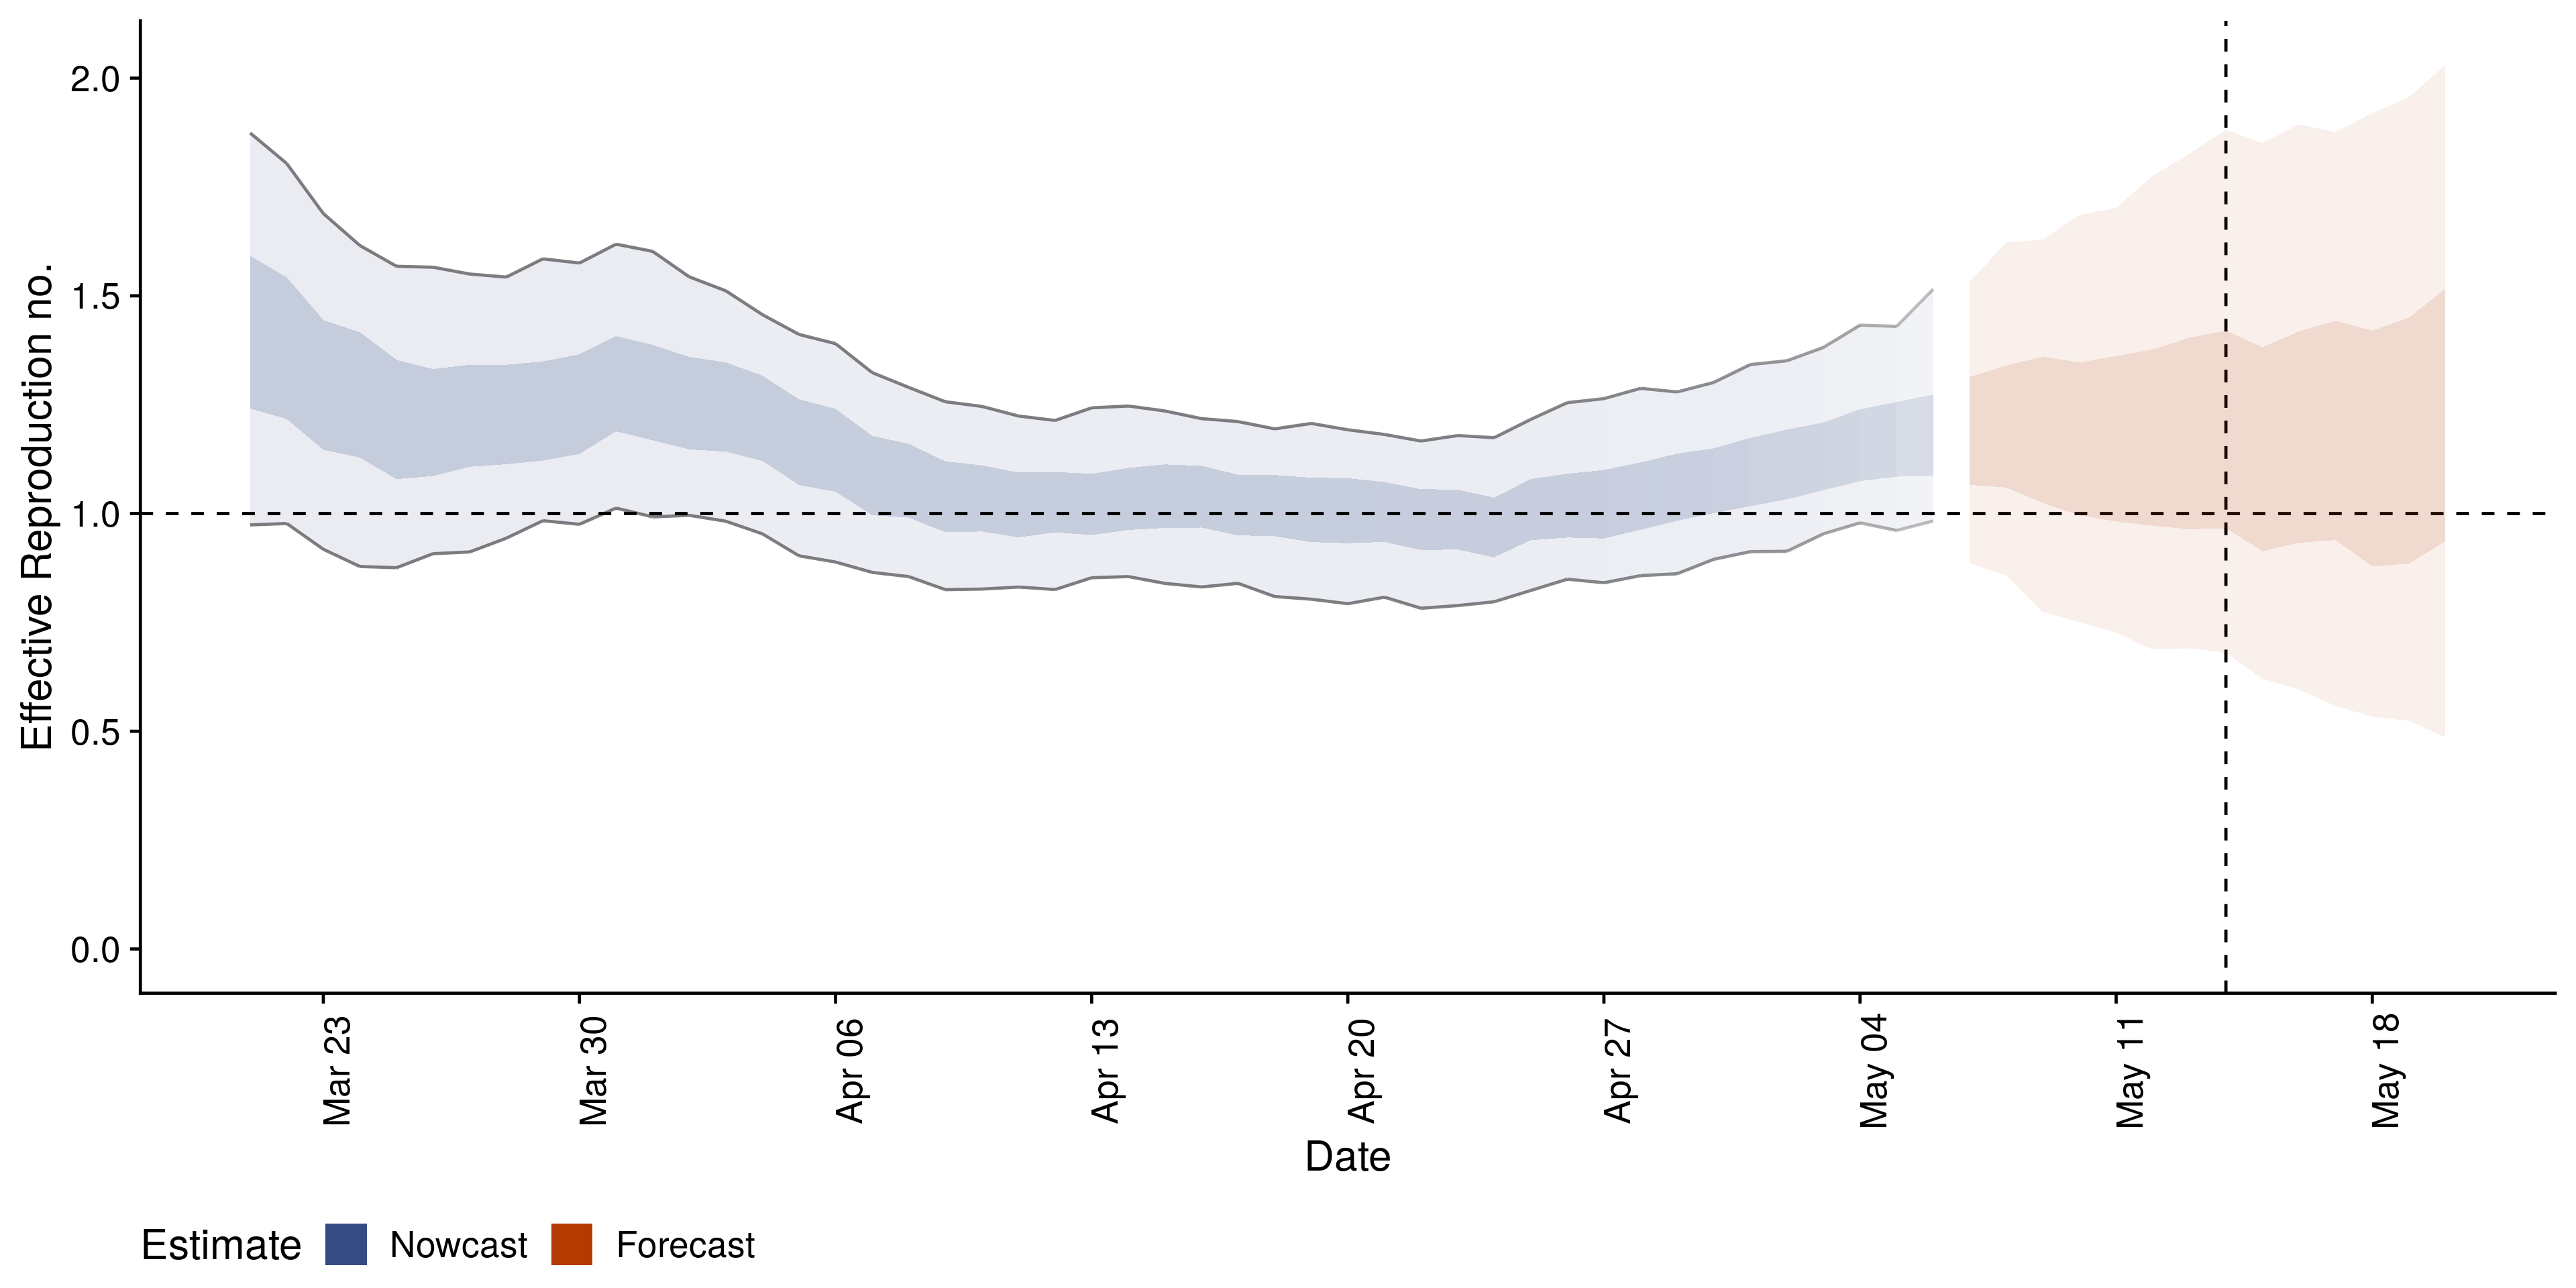 Effective Reproduction no.
2.0
1.5
1.0
0.5
0.0
Mar 23
Mar 30
Apr 06
Apr 13
Apr 20
Apr 27
May 04
May 11
May 18
Date
Estimate Nowcast Forecast